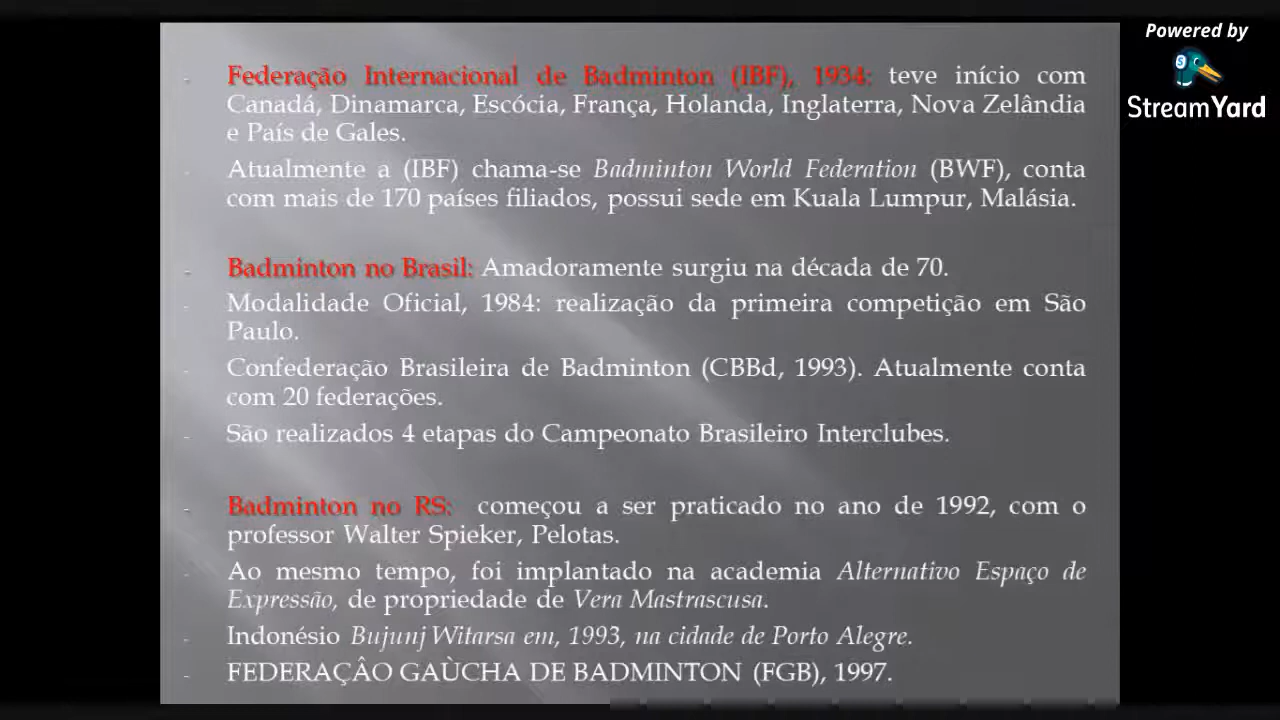 Powered by
StreamYard
- Federação Internacional de Badminton (IBF), 1934: teve início com
Canadá, Dinamarca, Escócia, França, Holanda, Inglaterra, Nova Zelândia
e País de Gales.
- Atualmente a (IBF) chama-se Badminton World Federation (BWF), conta
com mais de 170 países filiados, possui sede em Kuala Lumpur, Malásia.
- Badminton no Brasil: Amadoramente surgiu na década de 70.
- Modalidade Oficial, 1984: realização da primeira competição em São
Paulo.
- Confederação Brasileira de Badminton (CBBd, 1993). Atualmente conta
com 20 federações.
- São realizados 4 etapas do Campeonato Brasileiro Interclubes.
- Badminton no RS: começou a ser praticado no ano de 1992, com o
professor Walter Spieker, Pelotas.
- Ao mesmo tempo, foi implantado na academia Alternativo Espaço de
Expressão, de propriedade de Vera Mastrascusa.
- Indonésio Bujunj Witarsa em, 1993, na cidade de Porto Alegre.
- FEDERAÇÂO GAÙCHA DE BADMINTON (FGB), 1997.